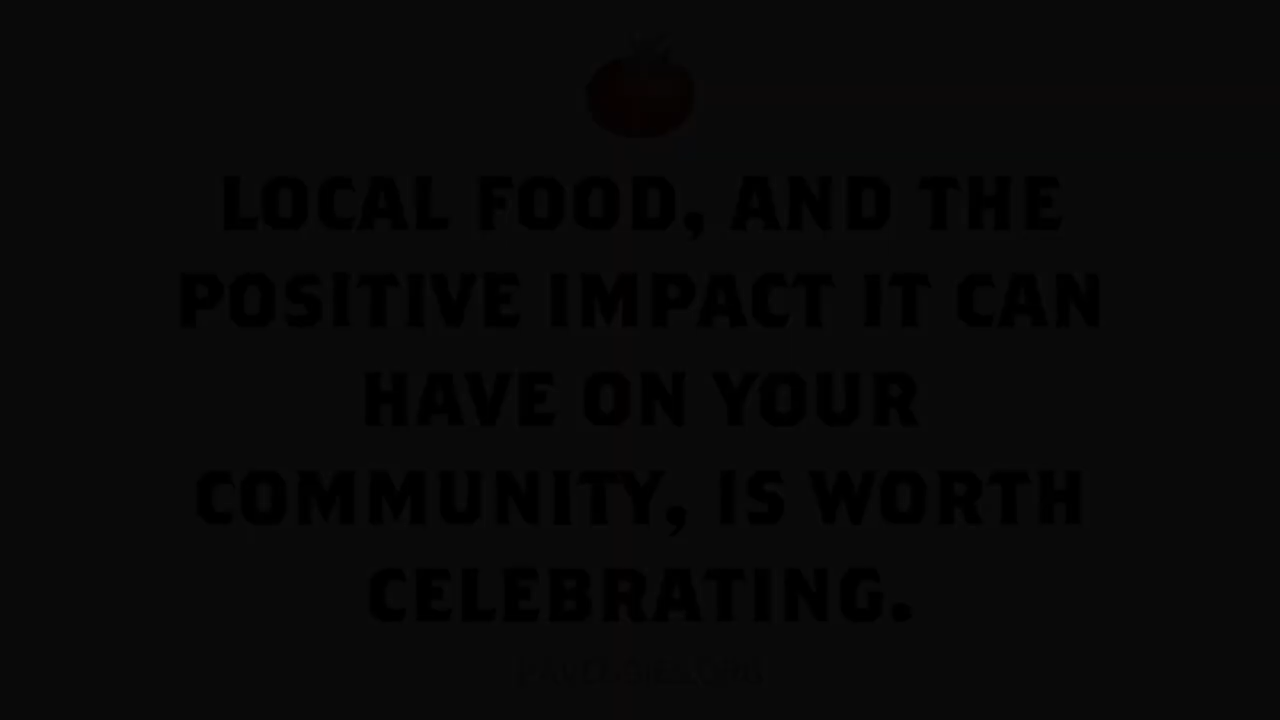 LOCAL FOOD, AND THE
POSITIVE IMPACT IT CAN
HAVE ON YOUR
COMMUNITY, IS WORTH
CELEBRATING.